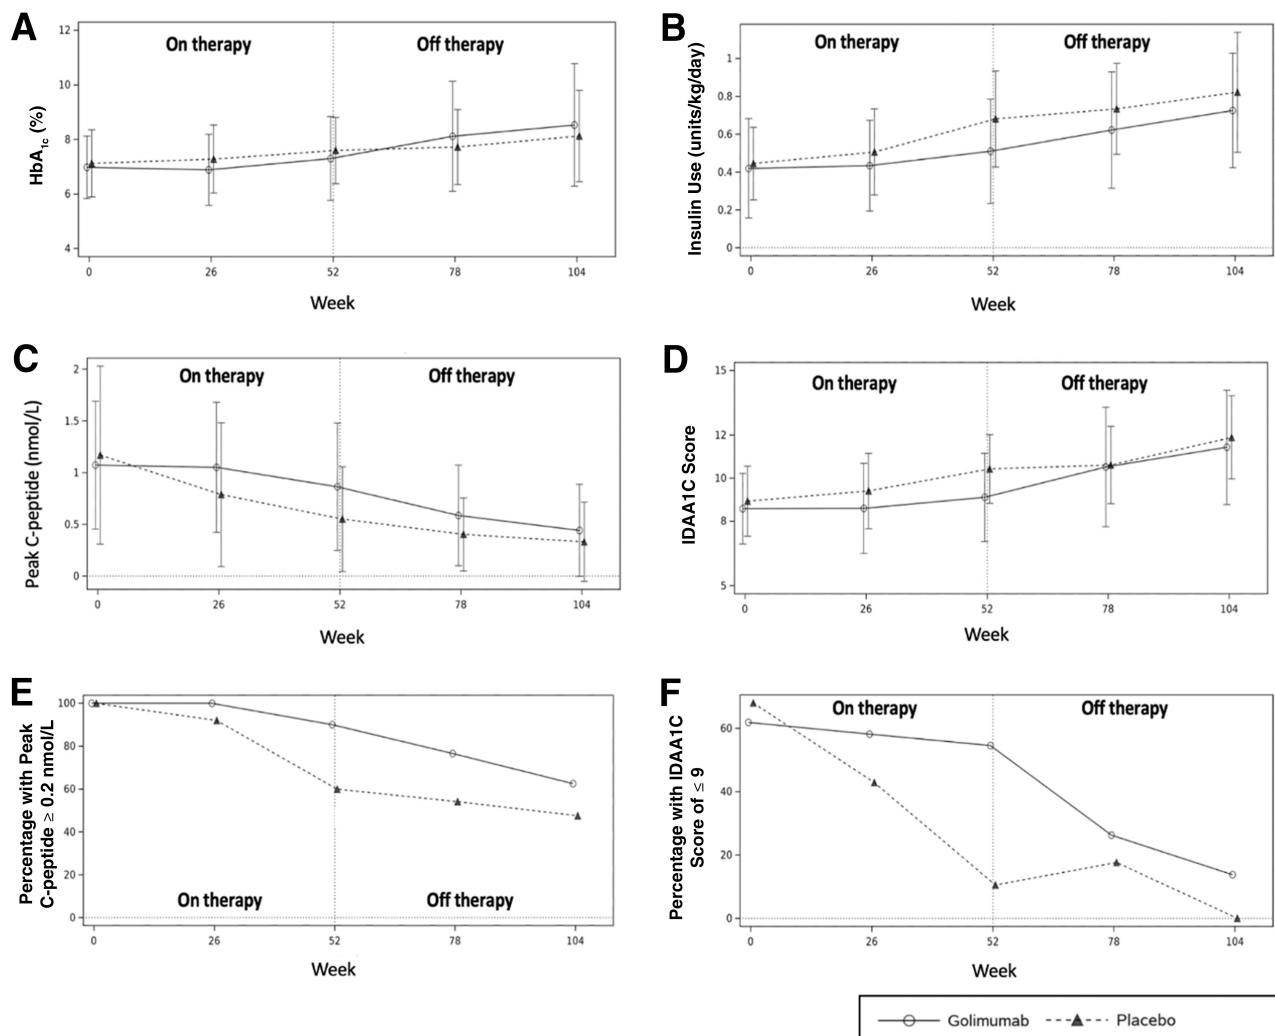 A
On therapy
Off therapy
HbA1c (%)
12
10
8
6
4
0 26 52 78 104
Week
B
On therapy
Off therapy
Insulin Use (units/kg/day)
1
0.8
0.6
0.4
0.2
0
0 26 52 78 104
Week
C
On therapy
Off therapy
Peak C-peptide (nmol/L)
2
1.5
1
0.5
0
0 26 52 78 104
Week
D
On therapy
Off therapy
IDAA1C Score
15
12
10
8
5
0 26 52 78 104
Week
E
Percentage with Peak
C-peptide ≥ 0.2 nmol/L
100
80
60
40
20
0
On therapy
Off therapy
0 26 52 78 104
Week
F
On therapy
Off therapy
Percentage with IDAA1C
Score of ≤ 9
60
40
20
0
0 26 52 78 104
Week
Golimumab
Placebo